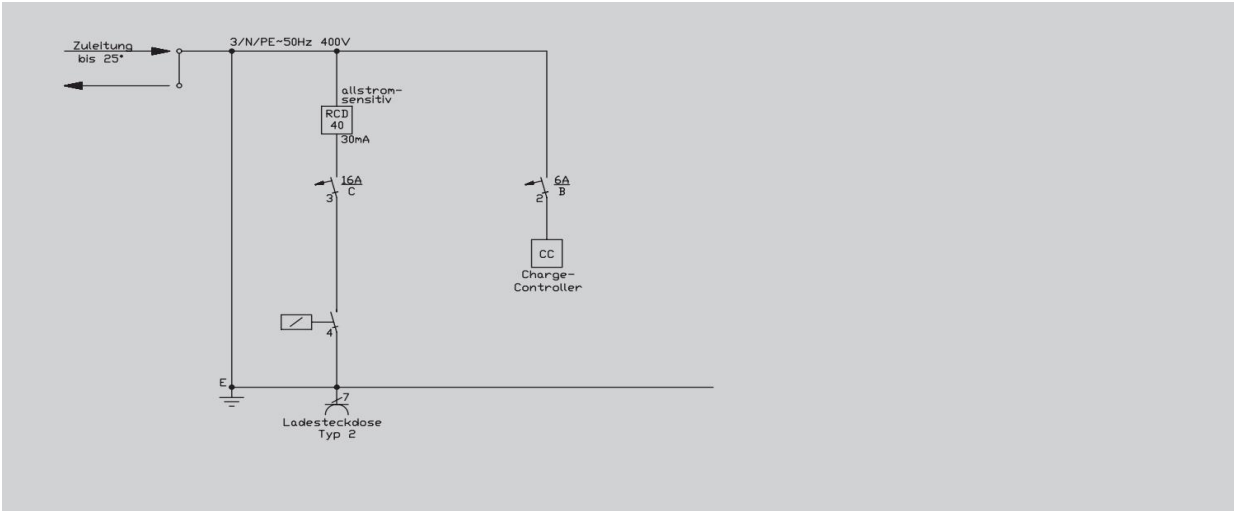 Zuleitung
bis 25°
3/N/PE~50Hz 400V
allstrom-
sensitiv
RCD
40
30mA
16A
C
3
6A
B
2
CC
Charge-
Controller
4
E
7
Ladesteckdose
Typ 2